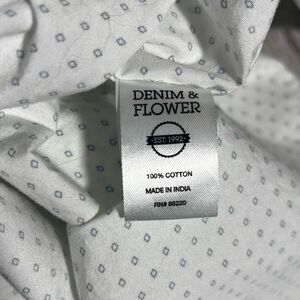 DENIM &
FLOWER
EST. 1992
100% COTTON
MADE IN INDIA
RN# 86220